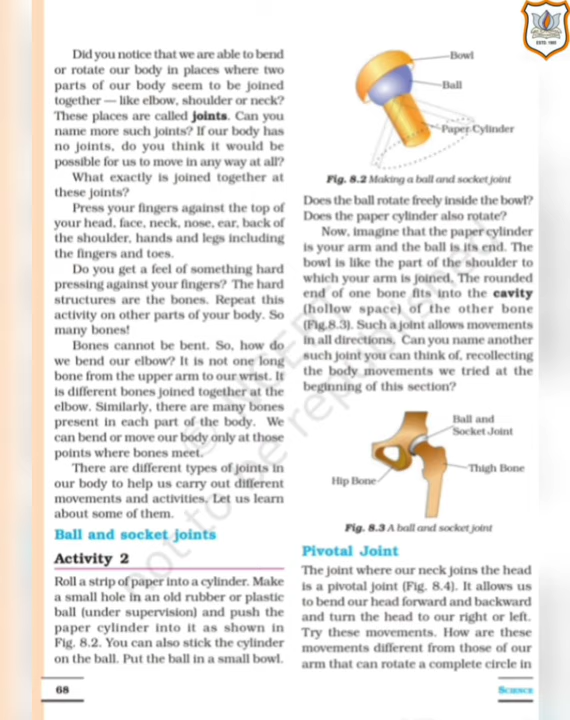 Did you notice that we are able to bend
or rotate our body in places where two
parts of our body seem to be joined
together — like elbow, shoulder or neck?
These places are called joints. Can you
name more such joints? If our body has
no joints, do you think it would be
possible for us to move in any way at all?
What exactly is joined together at
these joints?
Press your fingers against the top of
your head, face, neck, nose, ear, back of
the shoulder, hands and legs including
the fingers and toes.
Do you get a feel of something hard
pressing against your fingers? The hard
structures are the bones. Repeat this
activity on other parts of your body. So
many bones!
Bones cannot be bent. So, how do
we bend our elbow? It is not one long
bone from the upper arm to our wrist. It
is different bones joined together at the
elbow. Similarly, there are many bones
present in each part of the body. We
can bend or move our body only at those
points where bones meet.
There are different types of joints in
our body to help us carry out different
movements and activities. Let us learn
about some of them.
Ball and socket joints
Activity 2
Roll a strip of paper into a cylinder. Make
a small hole in an old rubber or plastic
ball (under supervision) and push the
paper cylinder into it as shown in
Fig. 8.2. You can also stick the cylinder
on the ball. Put the ball in a small bowl.
Bowl
Ball
Paper Cylinder
Fig. 8.2 Making a ball and socket joint
Does the ball rotate freely inside the bowl?
Does the paper cylinder also rotate?
Now, imagine that the paper cylinder
is your arm and the ball is its end. The
bowl is like the part of the shoulder to
which your arm is joined. The rounded
end of one bone fits into the cavity
(hollow space) of the other bone
(Fig.8.3). Such a joint allows movements
in all directions. Can you name another
such joint you can think of, recollecting
the body movements we tried at the
beginning of this section?
Ball and
Socket Joint
Thigh Bone
Hip Bone
Fig. 8.3 A ball and socket joint
Pivotal Joint
The joint where our neck joins the head
is a pivotal joint (Fig. 8.4). It allows us
to bend our head forward and backward
and turn the head to our right or left.
Try these movements. How are these
movements different from those of our
arm that can rotate a complete circle in
68
SCIENCE
not to be republished